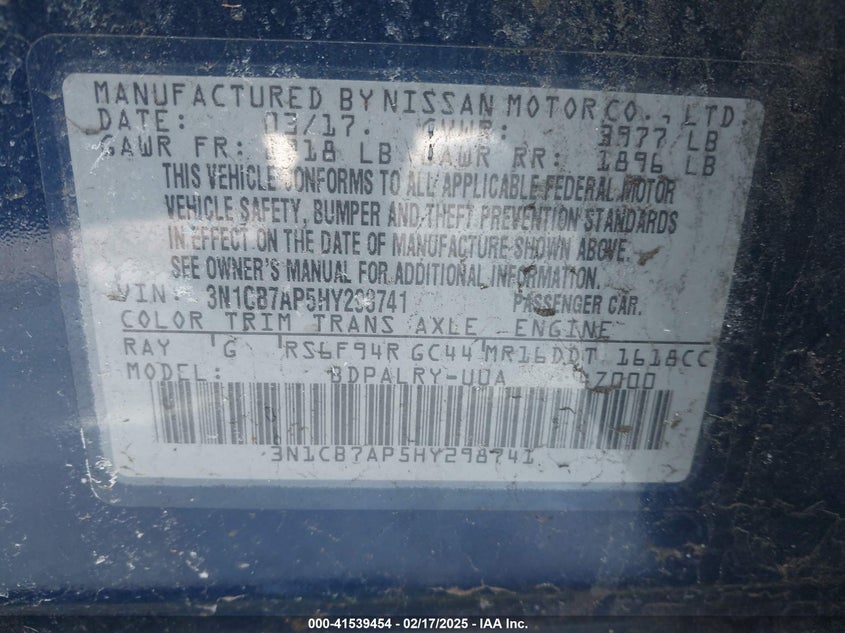 MANUFACTURED BY NISSAN MOTOR CO., LTD.
DATE: 03/17. GVWR: 3977 LB
GAWR FR: LB GAWR RR: 1896 LB
THIS VEHICLE CONFORMS TO ALL APPLICABLE FEDERAL MOTOR
VEHICLE SAFETY, BUMPER AND THEFT PREVENTION STANDARDS
IN EFFECT ON THE DATE OF MANUFACTURE SHOWN ABOVE.
SEE OWNER'S MANUAL FOR ADDITIONAL INFORMATION.
VIN: 3N1CB7AP5HY298741 PASSENGER CAR.
COLOR TRIM TRANS AXLE ENGINE
RAY G RS6F94R GC44 MR16DDT 1618CC
MODEL: BDPALRY-UUA
3N1CB7AP5HY298741
000-41539454 - 02/17/2025 - IAA Inc.